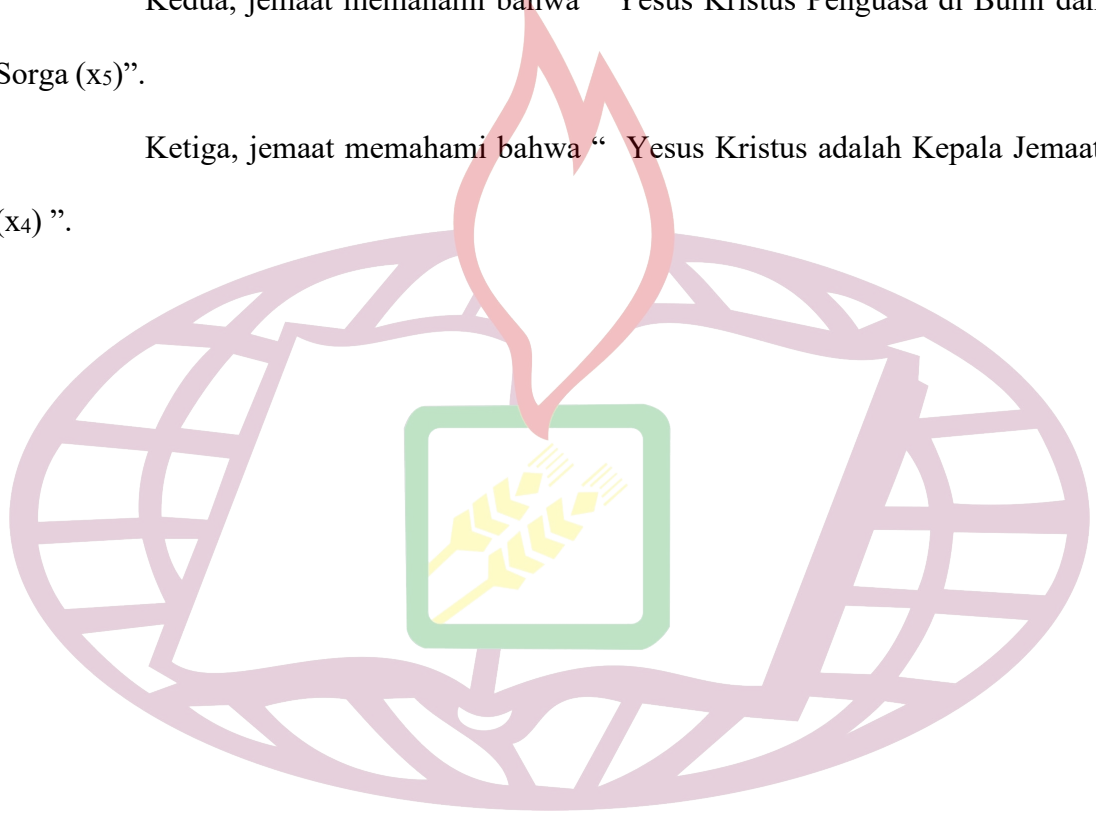 Kedua, jemaat memahami bahwa “ Yesus Kristus Penguasa di Bumi dan
Sorga (x5)”.
Ketiga, jemaat memahami bahwa “ Yesus Kristus adalah Kepala Jemaat
(x4) ”.